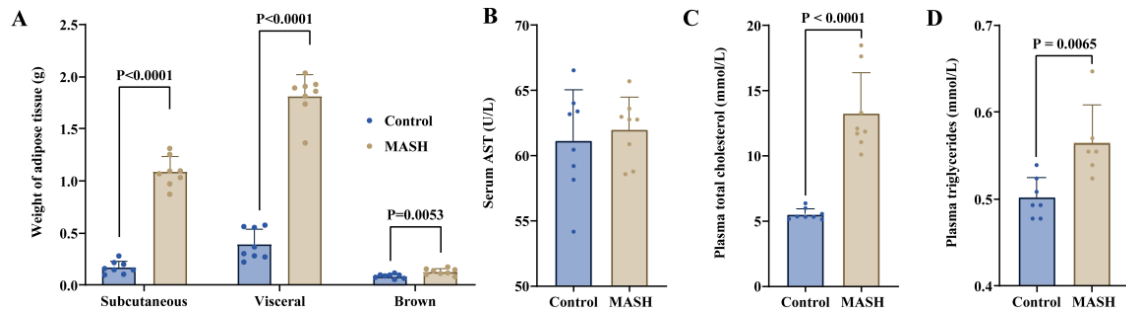 A
Weight of adipose tissue (g)
2.5
2.0
1.5
1.0
0.5
0.0
P<0.0001
P<0.0001
P=0.0053
Control
MASH
Subcutaneous
Visceral
Brown
B
Serum AST (U/L)
70
65
60
55
50
Control
MASH
C
Plasma total cholesterol (mmol/L)
20
15
10
5
0
P < 0.0001
Control
MASH
D
Plasma triglycerides (mmol/L)
0.7
0.6
0.5
0.4
P = 0.0065
Control
MASH